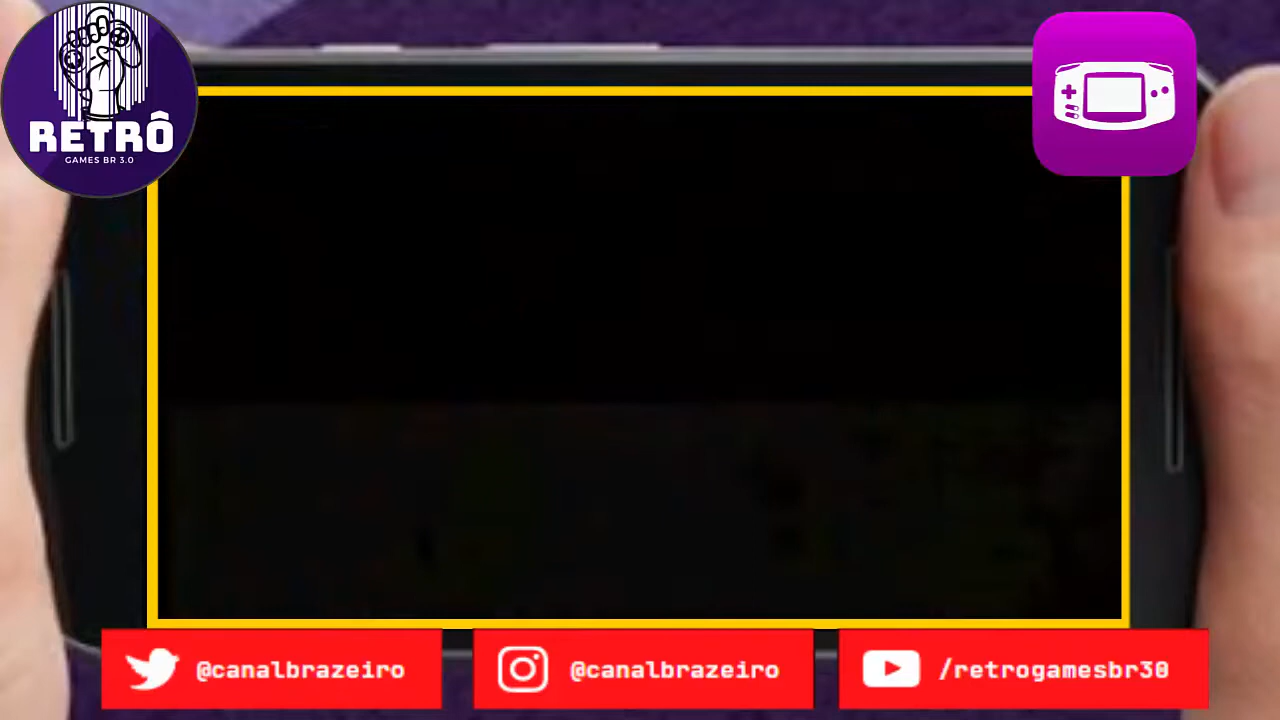 RETRÔ
GAMES BR 3.0
@canalbrazeiro
@canalbrazeiro
/retrogamesbr30